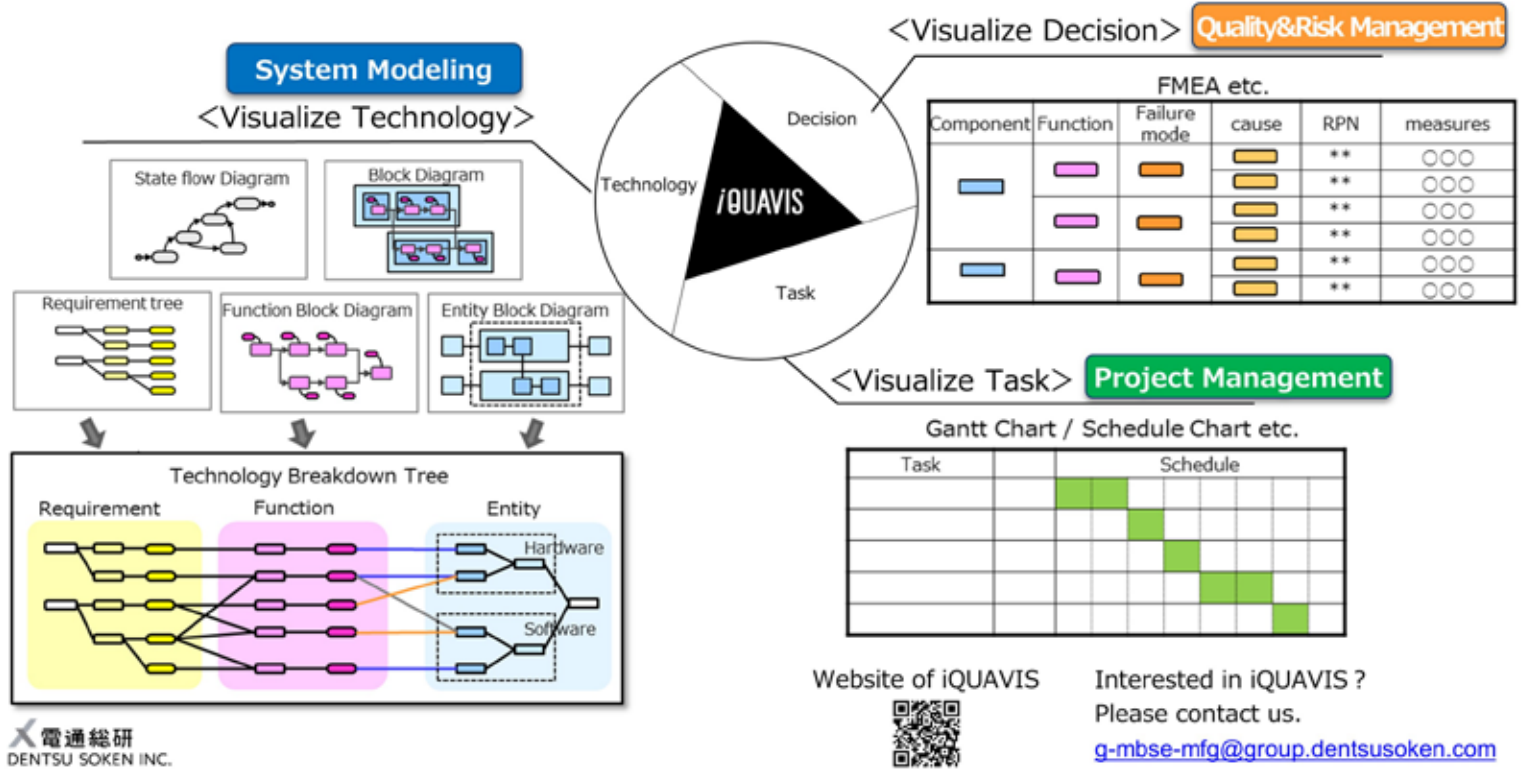 System Modeling
<Visualize Technology>
State flow Diagram
Block Diagram
Requirement tree
Function Block Diagram
Entity Block Diagram
Technology Breakdown Tree
Requirement
Function
Entity
Hardware
Software
Technology
Decision
Task
iQUAVIS
<Visualize Decision>
Quality&Risk Management
FMEA etc.
Component Function Failure mode cause RPN measures
** ○○○
** ○○○
** ○○○
** ○○○
** ○○○
** ○○○
<Visualize Task>
Project Management
Gantt Chart / Schedule Chart etc.
Task Schedule
Website of iQUAVIS
Interested in iQUAVIS ?
Please contact us.
g-mbse-mfg@group.dentsusoken.com
電通総研
DENTSU SOKEN INC.